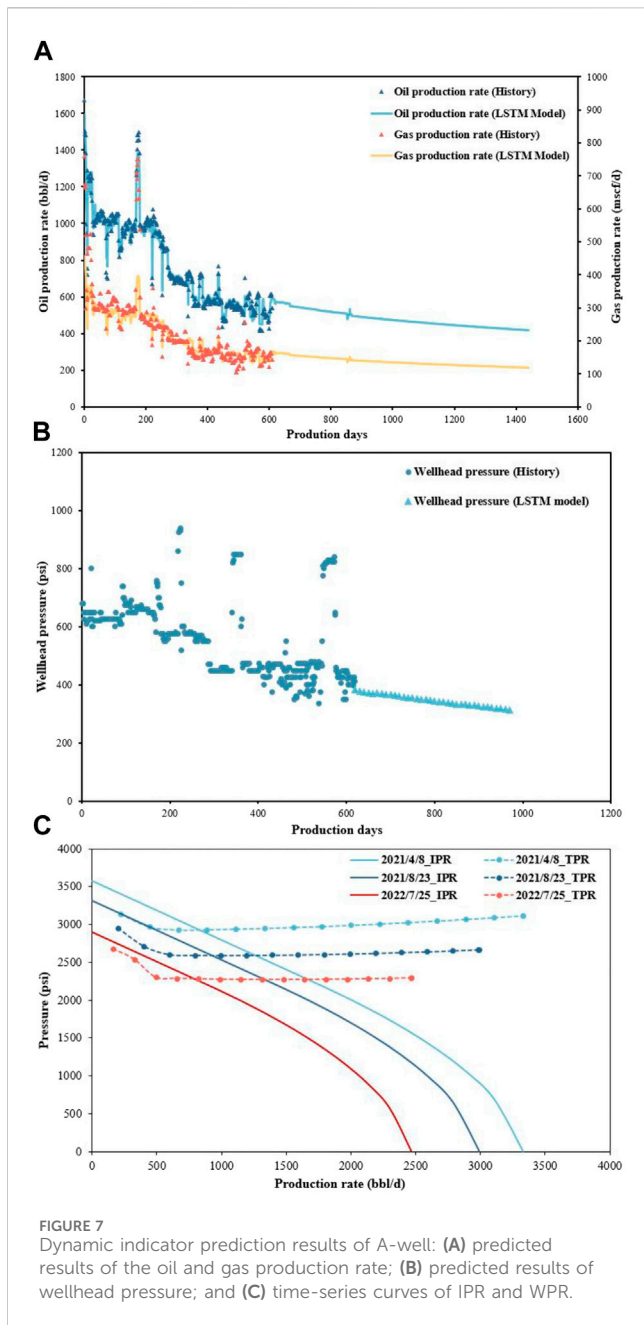 A
Oil production rate (History)
Oil production rate (LSTM Model)
Gas production rate (History)
Gas production rate (LSTM Model)
Oil production rate (bbl/d)
1800
1600
1400
1200
1000
800
600
400
200
0
Gas production rate (mscf/d)
1000
900
800
700
600
500
400
300
200
100
0
0 200 400 600 800 1000 1200 1400 1600
Prodution days
B
Wellhead pressure (History)
Wellhead pressure (LSTM model)
Wellhead pressure (psi)
1200
1000
800
600
400
200
0
0 200 400 600 800 1000 1200
Production days
C
2021/4/8_IPR 2021/4/8_TPR
2021/8/23_IPR 2021/8/23_TPR
2022/7/25_IPR 2022/7/25_TPR
Pressure (psi)
4000
3500
3000
2500
2000
1500
1000
500
0
0 500 1000 1500 2000 2500 3000 3500 4000
Production rate (bbl/d)
FIGURE 7
Dynamic indicator prediction results of A-well: (A) predicted
results of the oil and gas production rate; (B) predicted results of
wellhead pressure; and (C) time-series curves of IPR and WPR.